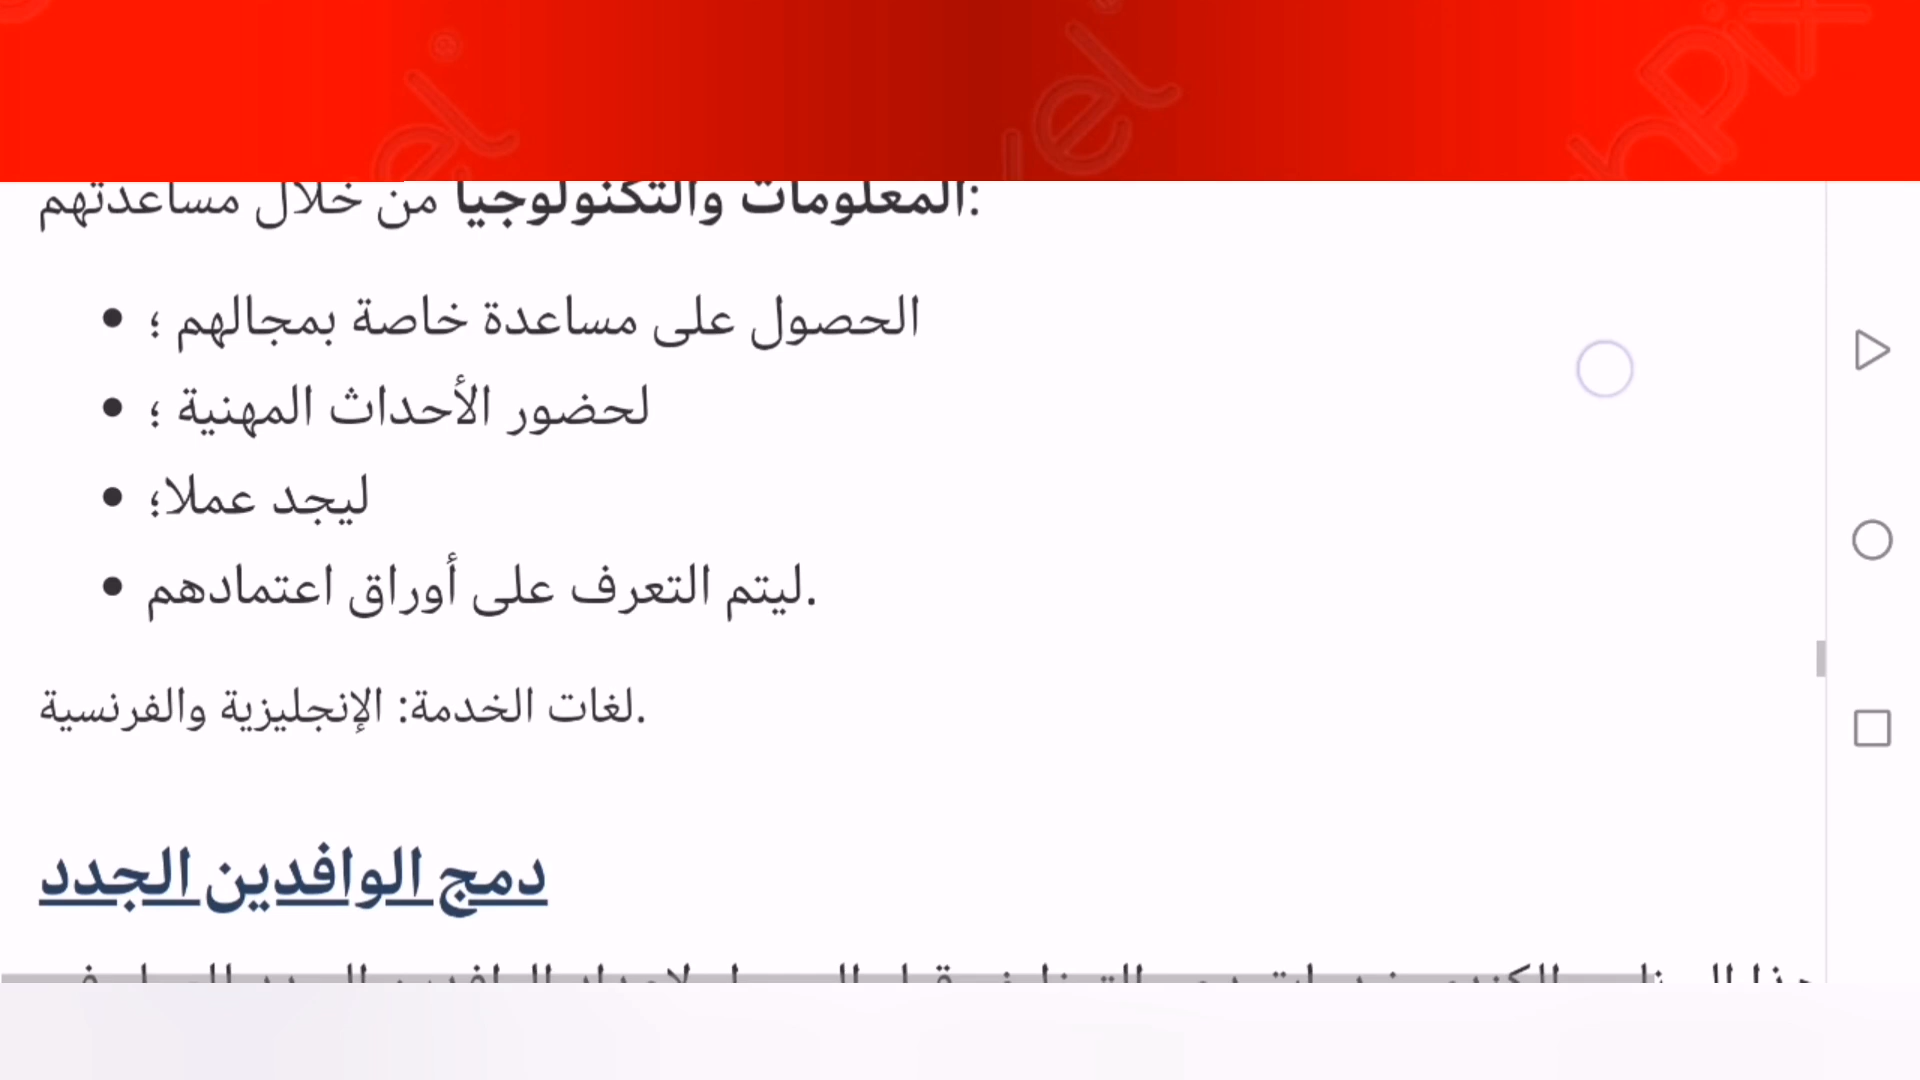 المعلومات والتكنولوجيا من خلال مساعدتهم:
الحصول على مساعدة خاصة بمجالهم ؛
لحضور الأحداث المهنية ؛
ليجد عملا؛
ليتم التعرف على أوراق اعتمادهم.
لغات الخدمة: الإنجليزية والفرنسية.
دمج الوافدين الجدد